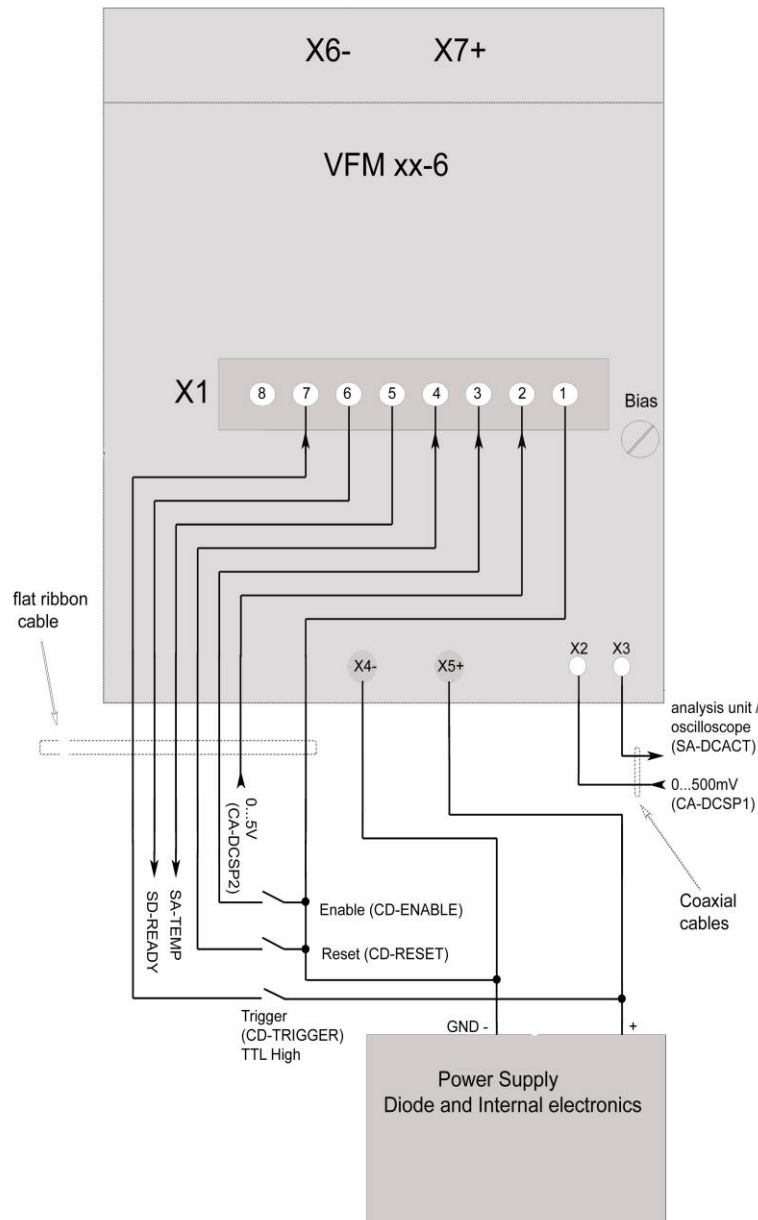 X6- X7+
VFM xx-6
X1
8 7 6 5 4 3 2 1
Bias
flat ribbon
cable
X4- X5+ X2 X3
analysis unit /
oscilloscope
(SA-DCACT)
0...500mV
(CA-DCSP1)
Coaxial
cables
SD-READY
SA-TEMP
0...5V
(CA-DCSP2)
Enable (CD-ENABLE)
Reset (CD-RESET)
Trigger
(CD-TRIGGER)
TTL High
GND - +
Power Supply
Diode and Internal electronics